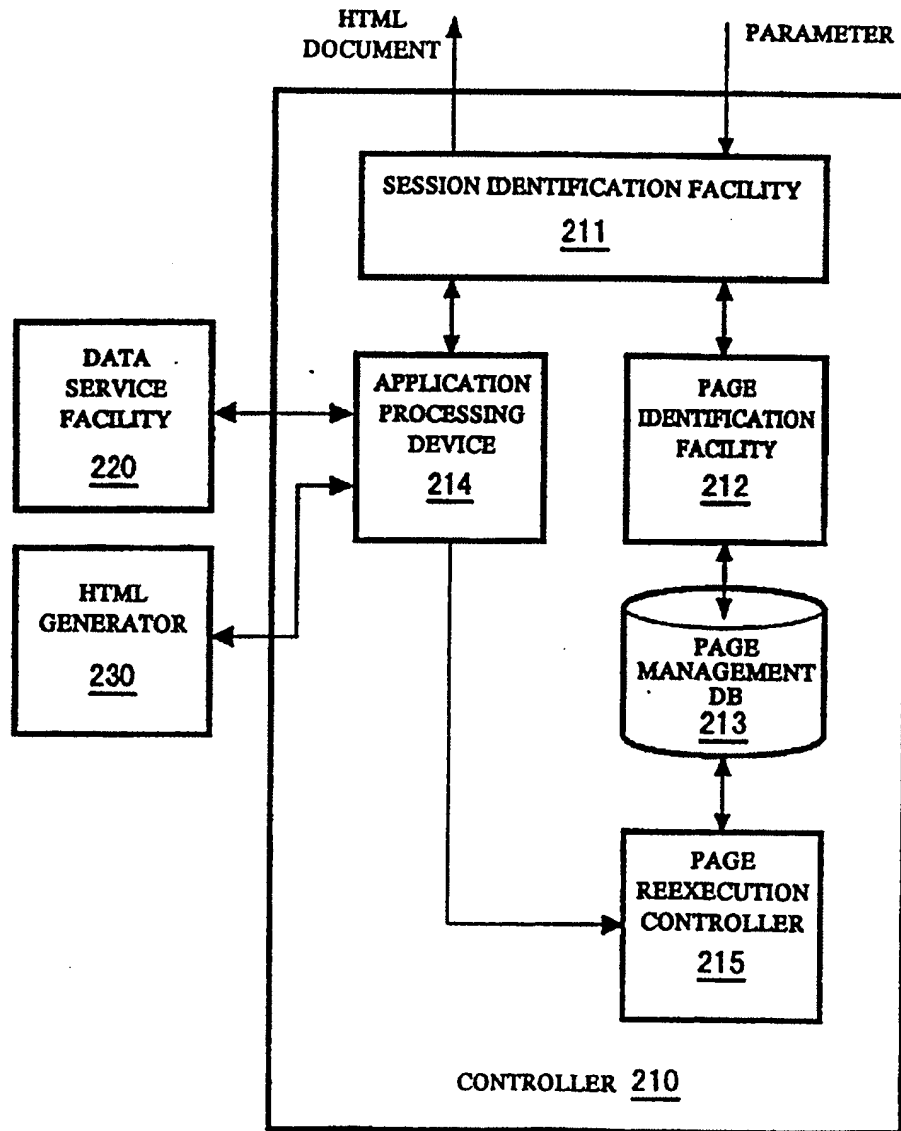 HTML
DOCUMENT
PARAMETER
SESSION IDENTIFICATION FACILITY
211
DATA
SERVICE
FACILITY
220
APPLICATION
PROCESSING
DEVICE
214
PAGE
IDENTIFICATION
FACILITY
212
HTML
GENERATOR
230
PAGE
MANAGEMENT
DB
213
PAGE
REEXECUTION
CONTROLLER
215
CONTROLLER 210